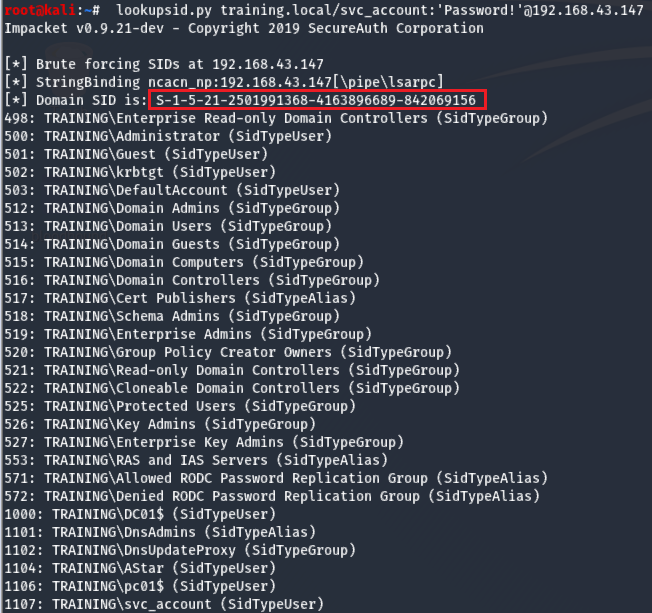 root@kali:~# lookupsid.py training.local/svc_account:'Password!'@192.168.43.147
Impacket v0.9.21-dev - Copyright 2019 SecureAuth Corporation
[*] Brute forcing SIDs at 192.168.43.147
[*] StringBinding ncacn_np:192.168.43.147[\pipe\lsarpc]
[*] Domain SID is: S-1-5-21-2501991368-4163896689-842069156
498: TRAINING\Enterprise Read-only Domain Controllers (SidTypeGroup)
500: TRAINING\Administrator (SidTypeUser)
501: TRAINING\Guest (SidTypeUser)
502: TRAINING\krbtgt (SidTypeUser)
503: TRAINING\DefaultAccount (SidTypeUser)
512: TRAINING\Domain Admins (SidTypeGroup)
513: TRAINING\Domain Users (SidTypeGroup)
514: TRAINING\Domain Guests (SidTypeGroup)
515: TRAINING\Domain Computers (SidTypeGroup)
516: TRAINING\Domain Controllers (SidTypeGroup)
517: TRAINING\Cert Publishers (SidTypeAlias)
518: TRAINING\Schema Admins (SidTypeGroup)
519: TRAINING\Enterprise Admins (SidTypeGroup)
520: TRAINING\Group Policy Creator Owners (SidTypeGroup)
521: TRAINING\Read-only Domain Controllers (SidTypeGroup)
522: TRAINING\Cloneable Domain Controllers (SidTypeGroup)
525: TRAINING\Protected Users (SidTypeGroup)
526: TRAINING\Key Admins (SidTypeGroup)
527: TRAINING\Enterprise Key Admins (SidTypeGroup)
553: TRAINING\RAS and IAS Servers (SidTypeAlias)
571: TRAINING\Allowed RODC Password Replication Group (SidTypeAlias)
572: TRAINING\Denied RODC Password Replication Group (SidTypeAlias)
1000: TRAINING\DC01$ (SidTypeUser)
1101: TRAINING\DnsAdmins (SidTypeAlias)
1102: TRAINING\DnsUpdateProxy (SidTypeGroup)
1104: TRAINING\AStar (SidTypeUser)
1106: TRAINING\pc01$ (SidTypeUser)
1107: TRAINING\svc_account (SidTypeUser)